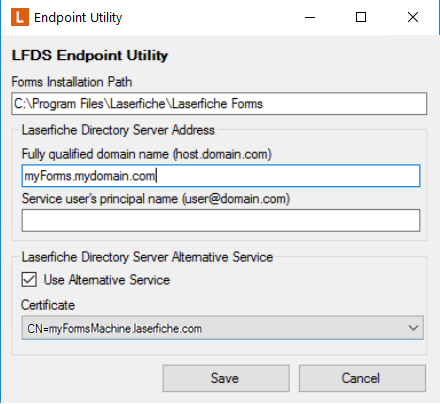 L Endpoint Utility
LFDS Endpoint Utility
Forms Installation Path
C:\Program Files\Laserfiche\Laserfiche Forms
Laserfiche Directory Server Address
Fully qualified domain name (host.domain.com)
myForms.mydomain.com
Service user's principal name (user@domain.com)
Laserfiche Directory Server Alternative Service
Use Alternative Service
Certificate
CN=myFormsMachine.laserfiche.com
Save Cancel